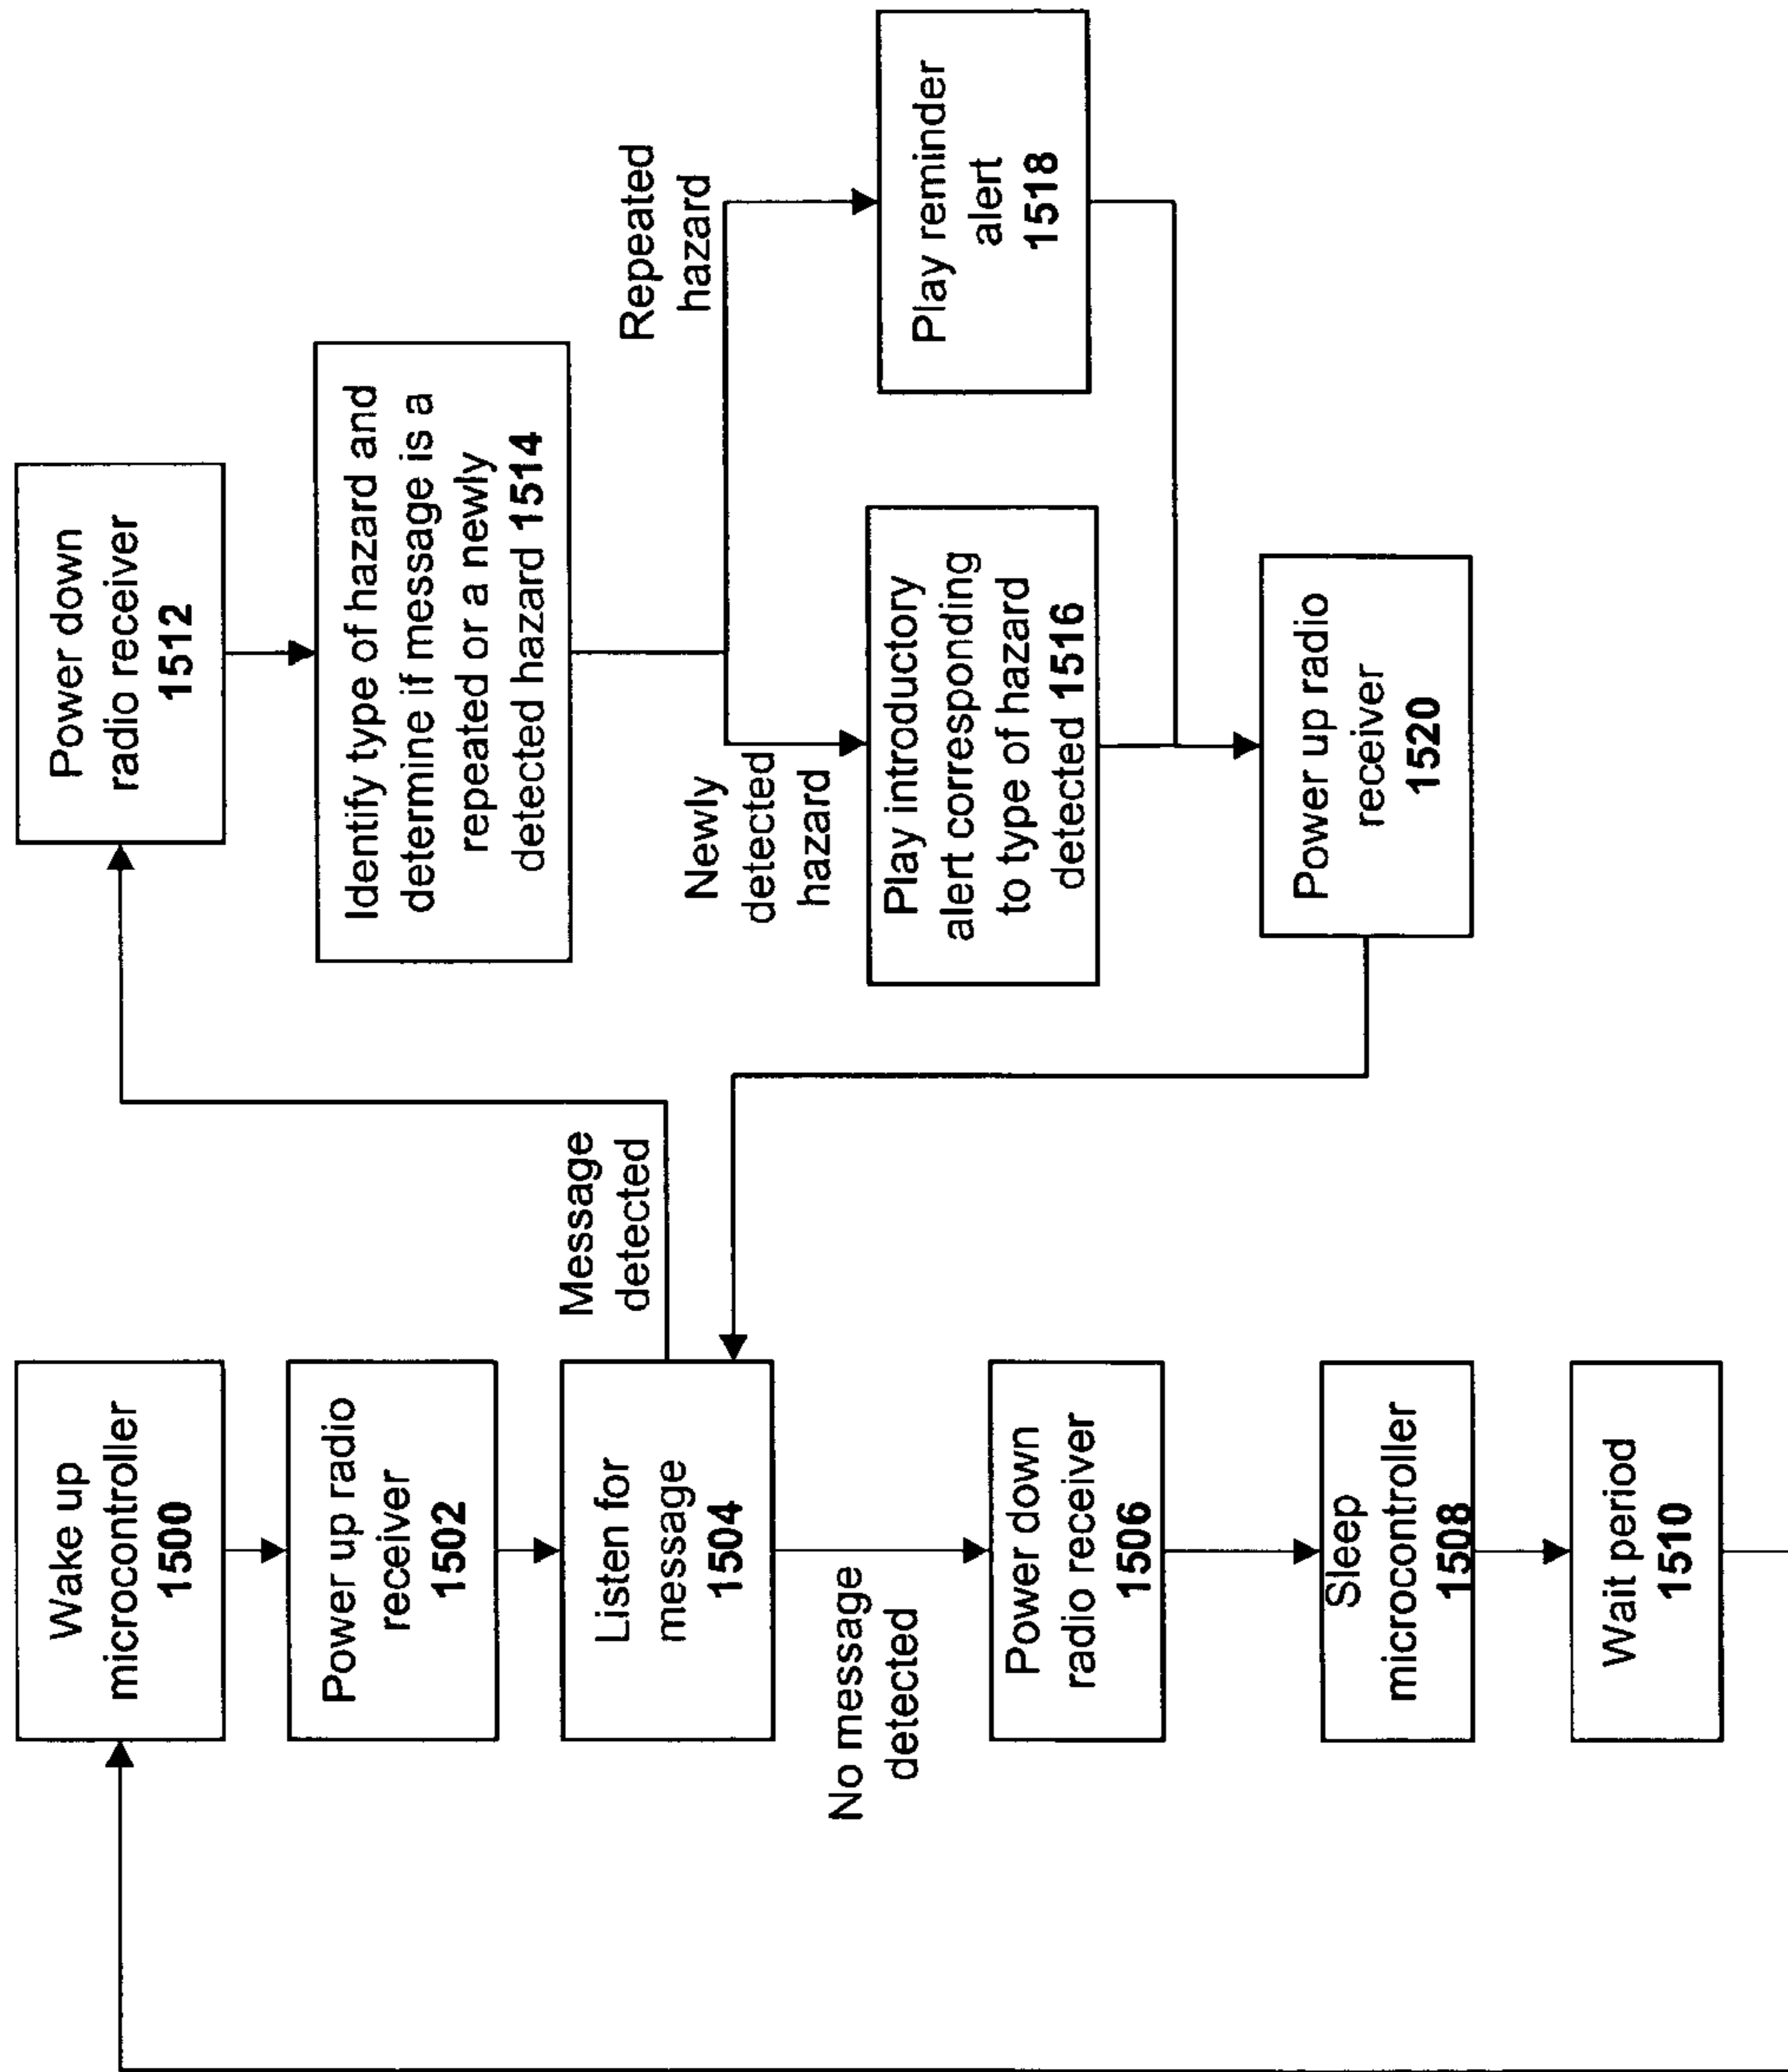 Wake up
microcontroller
1500
Power up radio
receiver
1502
Listen for
message
1504
No message
detected
Power down
radio receiver
1506
Sleep
microcontroller
1508
Wait period
1510
Message
detected
Power down
radio receiver
1512
Identify type of hazard and
determine if message is a
repeated or a newly
detected hazard 1514
Newly
detected
hazard
Repeated
hazard
Play introductory
alert corresponding
to type of hazard
detected 1516
Play reminder
alert
1518
Power up radio
receiver
1520